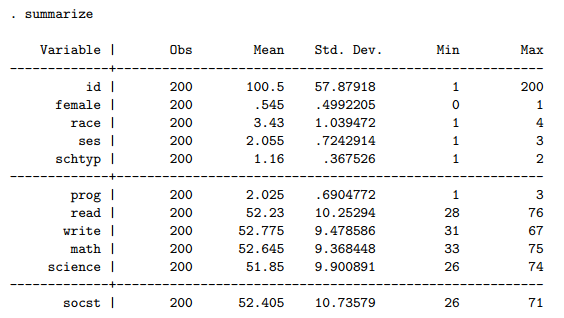 . summarize
Variable | Obs Mean Std. Dev. Min Max
-------------+--------------------------------------------------------
id | 200 100.5 57.87918 1 200
female | 200 .545 .4992205 0 1
race | 200 3.43 1.039472 1 4
ses | 200 2.055 .7242914 1 3
schtyp | 200 1.16 .367526 1 2
-------------+--------------------------------------------------------
prog | 200 2.025 .6904772 1 3
read | 200 52.23 10.25294 28 76
write | 200 52.775 9.478586 31 67
math | 200 52.645 9.368448 33 75
science | 200 51.85 9.900891 26 74
-------------+--------------------------------------------------------
socst | 200 52.405 10.73579 26 71